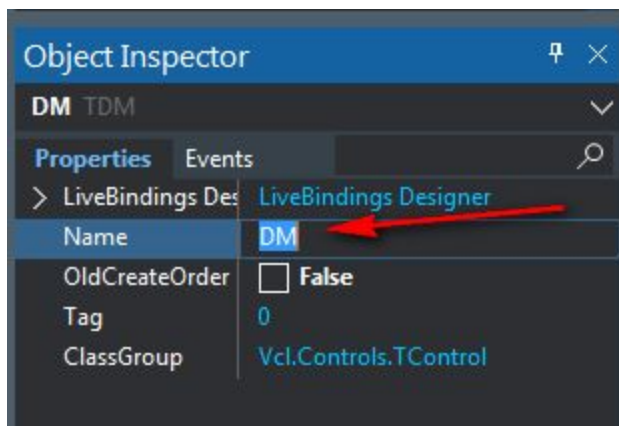 Object Inspector
DM TDM
Properties Events
LiveBindings Des LiveBindings Designer
Name DM
OldCreateOrder False
Tag 0
ClassGroup Vcl.Controls.TControl